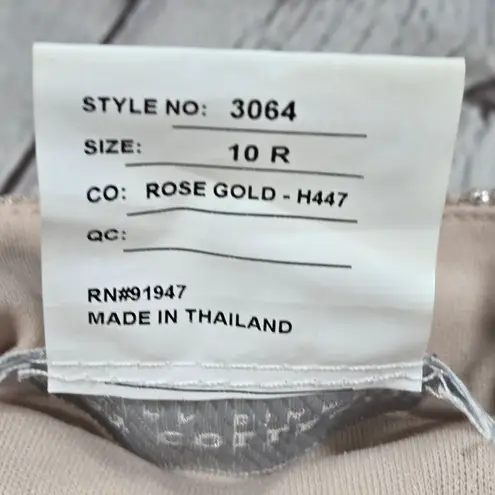 STYLE NO: 3064
SIZE: 10 R
CO: ROSE GOLD - H447
QC:
RN#91947
MADE IN THAILAND